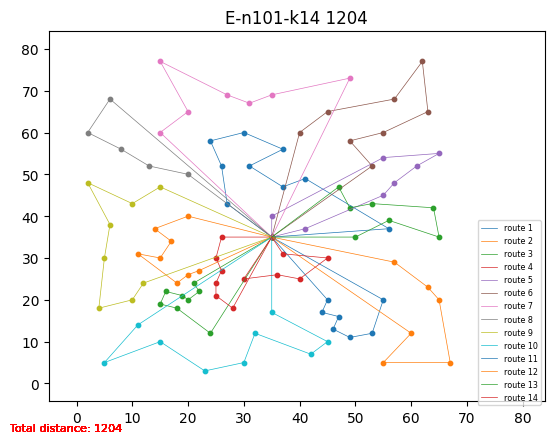 E-n101-k14 1204
80
70
60
50
40
30
20
10
0
0 10 20 30 40 50 60 70 80
route 1
route 2
route 3
route 4
route 5
route 6
route 7
route 8
route 9
route 10
route 11
route 12
route 13
route 14
Total distance: 1204